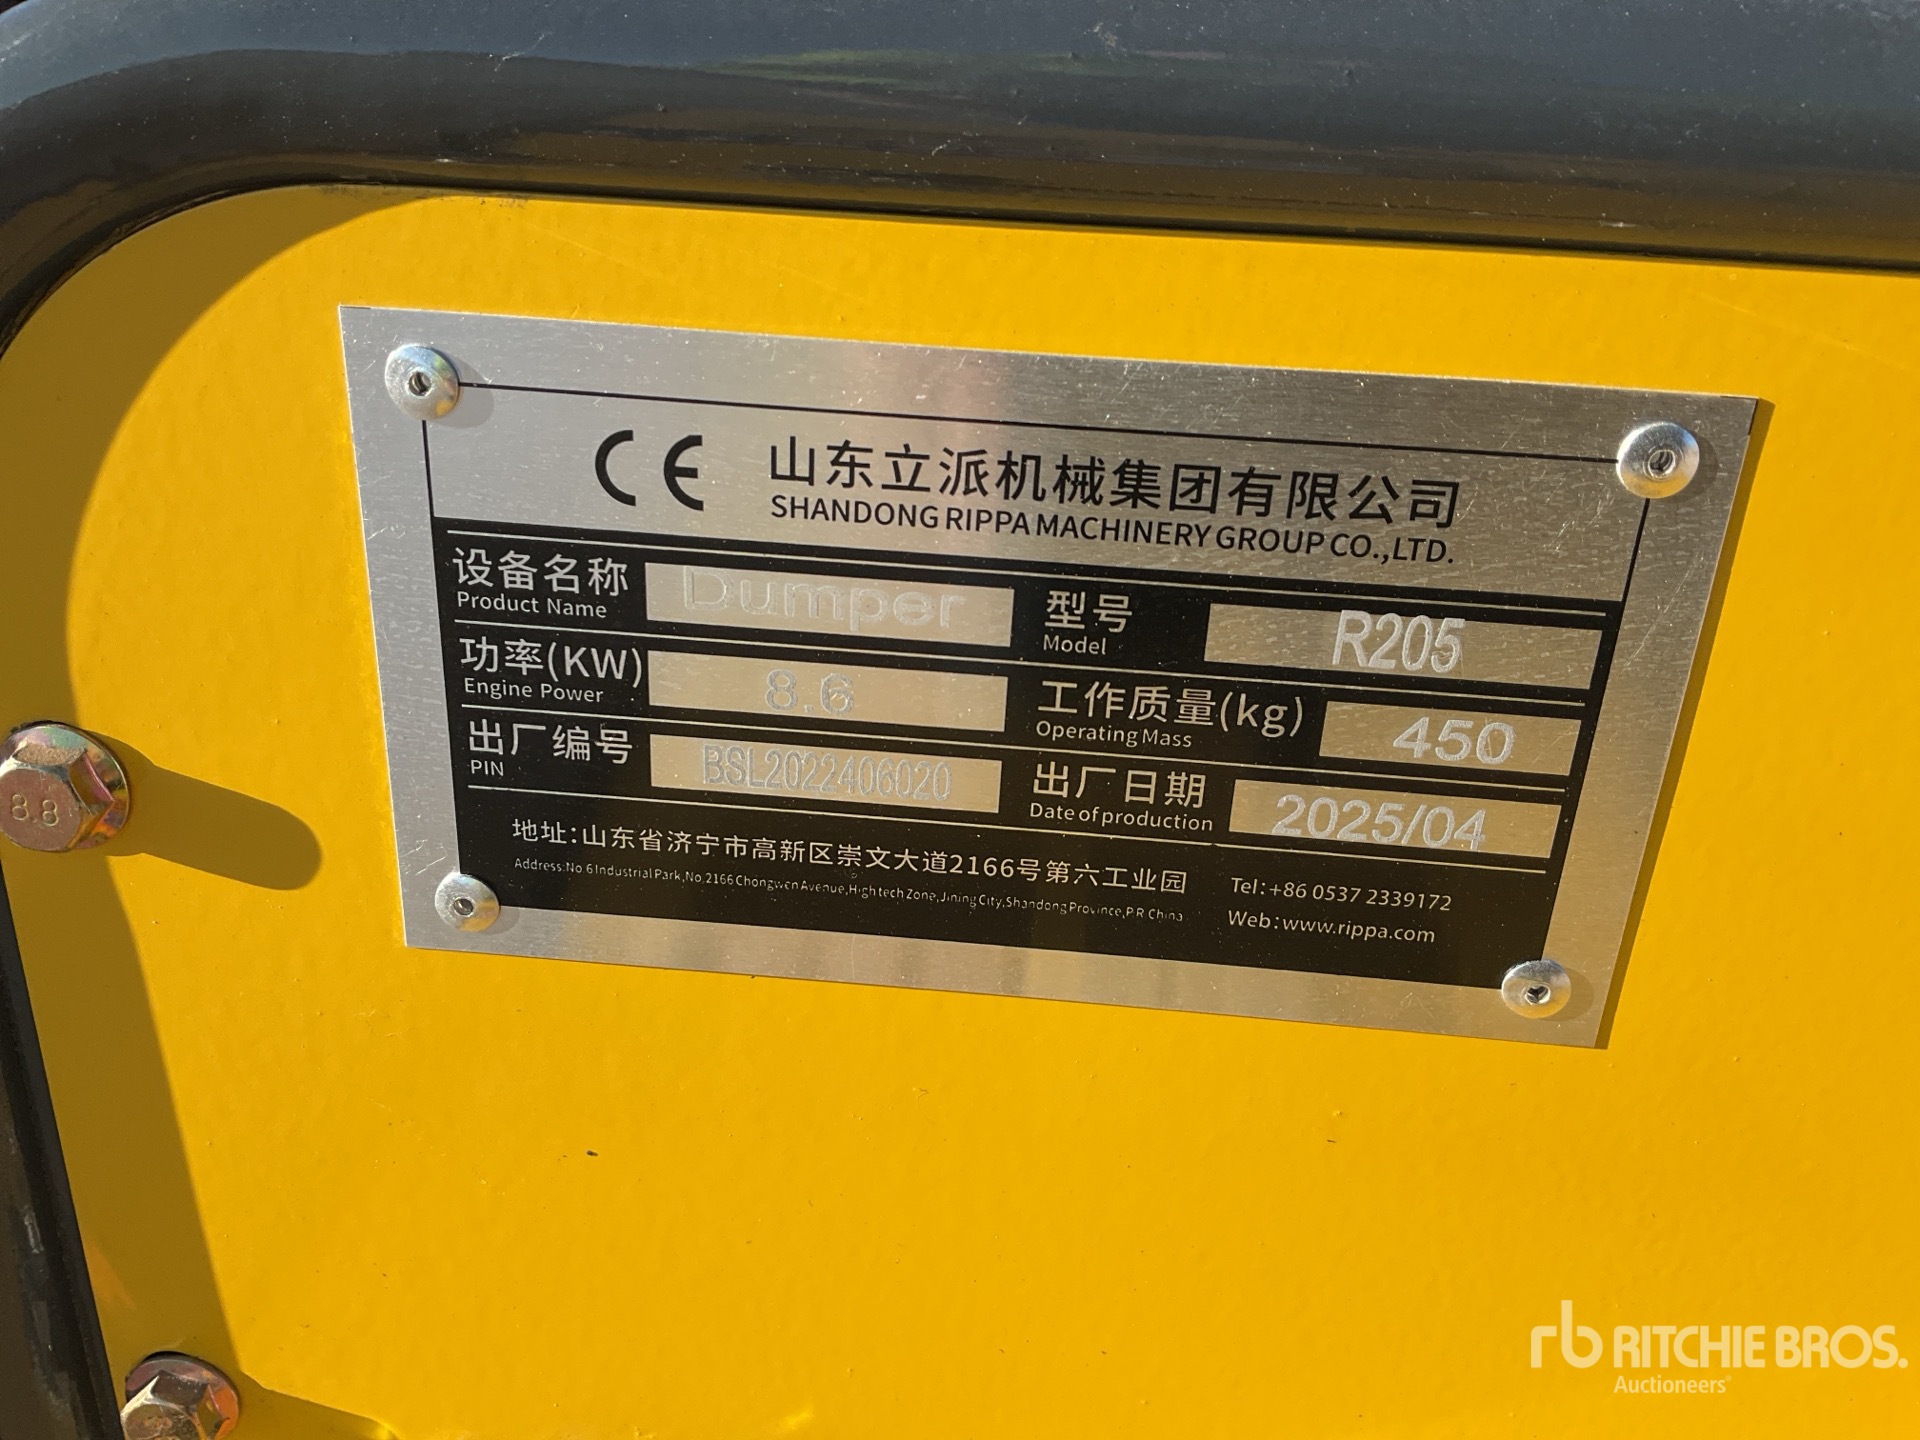 CE 山东立派机械集团有限公司
SHANDONG RIPPA MACHINERY GROUP CO.,LTD.
设备名称 Dumper 型号 R205
Product Name Model
功率(KW) 8.6 工作质量(kg) 450
Engine Power Operating Mass
出厂编号 BSL2022406020 出厂日期 2025/04
PIN Date of production
地址:山东省济宁市高新区崇文大道2166号第六工业园 Tel:+86 0537 2339172
Address:No.6 Industrial Park,No.2166 Chongwen Avenue,High tech Zone,Jining City,Shandong Province,P.R China Web:www.rippa.com
8.8
rb RITCHIE BROS.
Auctioneers